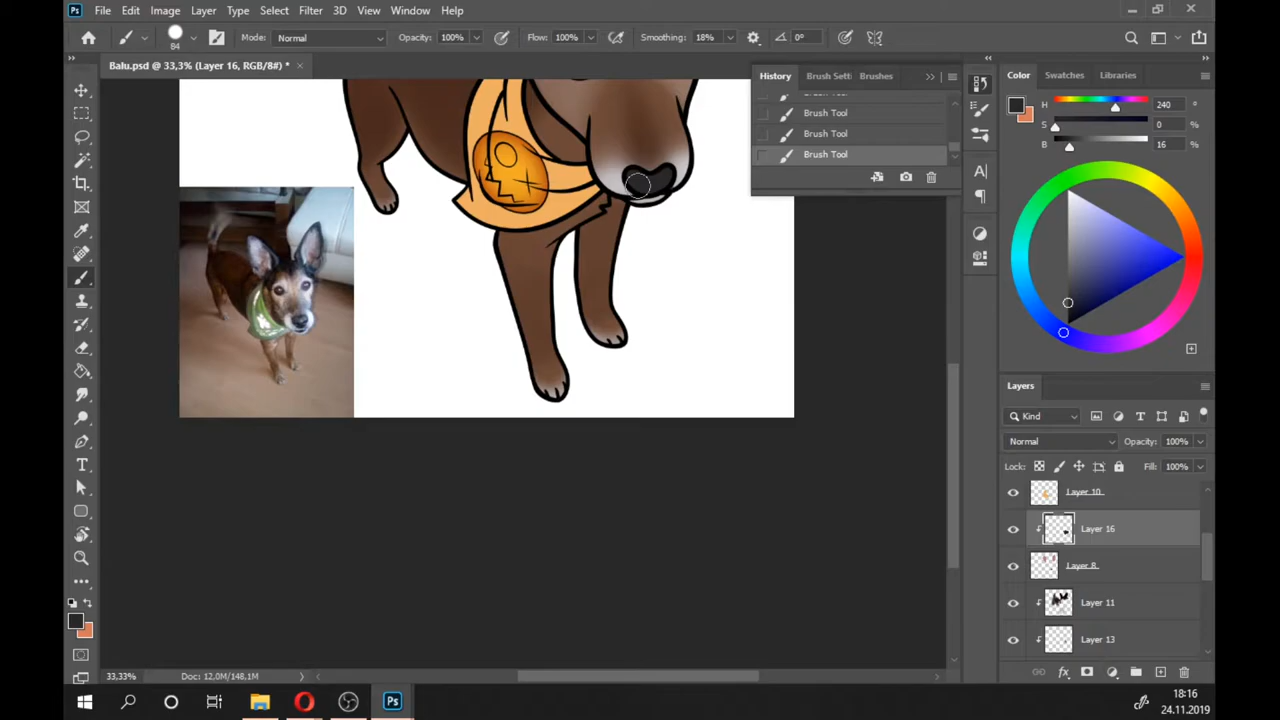 Ps File Edit Image Layer Type Select Filter 3D View Window Help
84 Mode: Normal Opacity: 100% Flow: 100% Smoothing: 18% 0°
Balu.psd @ 33,3% (Layer 16, RGB/8#) *
History Brush Setti Brushes
Brush Tool
Brush Tool
Brush Tool
Brush Tool
Color Swatches Libraries
H 240
S 0
B 16
Layers
Kind
Normal Opacity: 100%
Lock: Fill: 100%
Layer 10
Layer 16
Layer 8
Layer 11
Layer 13
T
A
33,33% Doc: 12,0M/148,1M
Ps
18:16
24.11.2019